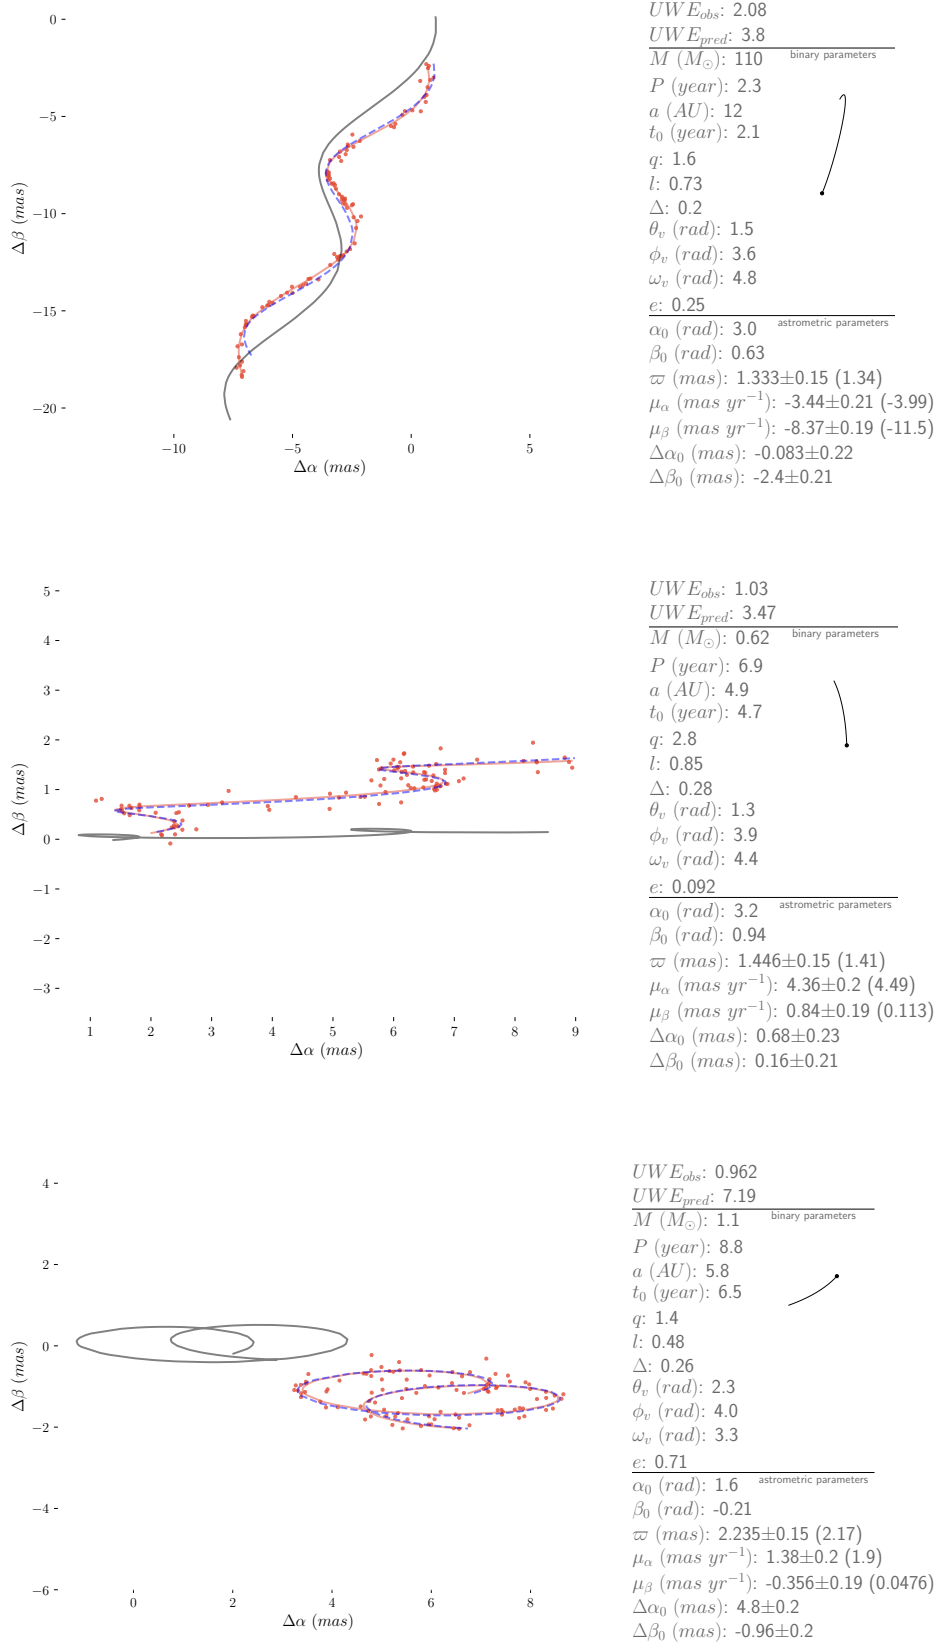 UWE_obs: 2.08
UWE_pred: 3.8
binary parameters
M (M⊙): 110
P (year): 2.3
a (AU): 12
t_0 (year): 2.1
q: 1.6
l: 0.73
Δ: 0.2
θ_v (rad): 1.5
ϕ_v (rad): 3.6
ω_v (rad): 4.8
e: 0.25
astrometric parameters
α_0 (rad): 3.0
β_0 (rad): 0.63
ϖ (mas): 1.333±0.15 (1.34)
μ_α (mas yr⁻¹): -3.44±0.21 (-3.99)
μ_β (mas yr⁻¹): -8.37±0.19 (-11.5)
Δα_0 (mas): -0.083±0.22
Δβ_0 (mas): -2.4±0.21
0
−5
−10
−15
−20
Δβ (mas)
−10 −5 0 5
Δα (mas)
UWE_obs: 1.03
UWE_pred: 3.47
binary parameters
M (M⊙): 0.62
P (year): 6.9
a (AU): 4.9
t_0 (year): 4.7
q: 2.8
l: 0.85
Δ: 0.28
θ_v (rad): 1.3
ϕ_v (rad): 3.9
ω_v (rad): 4.4
e: 0.092
astrometric parameters
α_0 (rad): 3.2
β_0 (rad): 0.94
ϖ (mas): 1.446±0.15 (1.41)
μ_α (mas yr⁻¹): 4.36±0.2 (4.49)
μ_β (mas yr⁻¹): 0.84±0.19 (0.113)
Δα_0 (mas): 0.68±0.23
Δβ_0 (mas): 0.16±0.21
5
4
3
2
1
0
−1
−2
−3
Δβ (mas)
1 2 3 4 5 6 7 8 9
Δα (mas)
UWE_obs: 0.962
UWE_pred: 7.19
binary parameters
M (M⊙): 1.1
P (year): 8.8
a (AU): 5.8
t_0 (year): 6.5
q: 1.4
l: 0.48
Δ: 0.26
θ_v (rad): 2.3
ϕ_v (rad): 4.0
ω_v (rad): 3.3
e: 0.71
astrometric parameters
α_0 (rad): 1.6
β_0 (rad): -0.21
ϖ (mas): 2.235±0.15 (2.17)
μ_α (mas yr⁻¹): 1.38±0.2 (1.9)
μ_β (mas yr⁻¹): -0.356±0.19 (0.0476)
Δα_0 (mas): 4.8±0.2
Δβ_0 (mas): -0.96±0.2
4
2
0
−2
−4
−6
Δβ (mas)
0 2 4 6 8
Δα (mas)